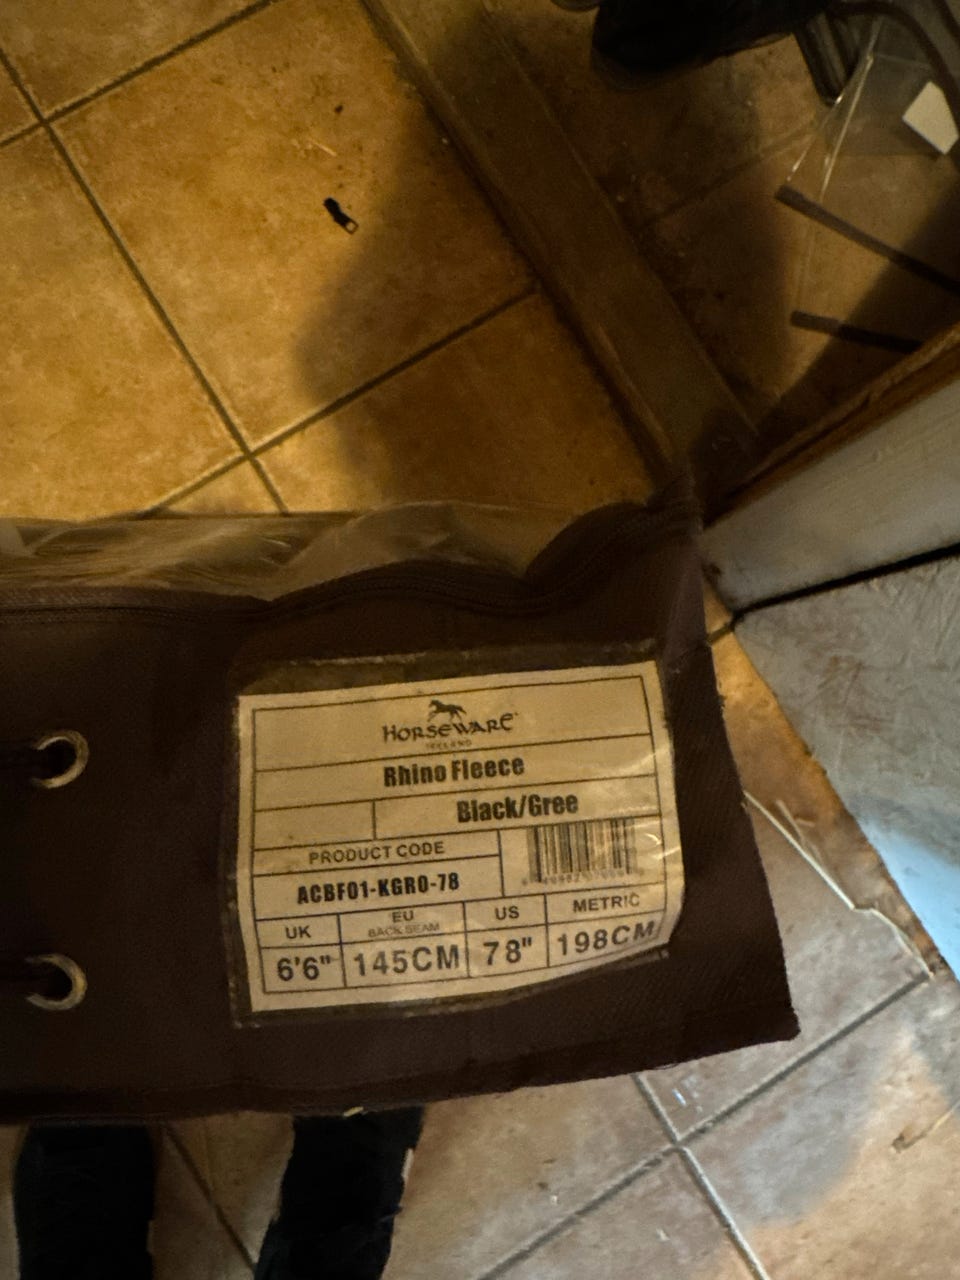 HORSEWARE
IRELAND
Rhino Fleece
Black/Gree
PRODUCT CODE
ACBF01-KGR0-78
UK
EU
BACK SEAM
US
METRIC
6'6"
145CM
78"
198CM